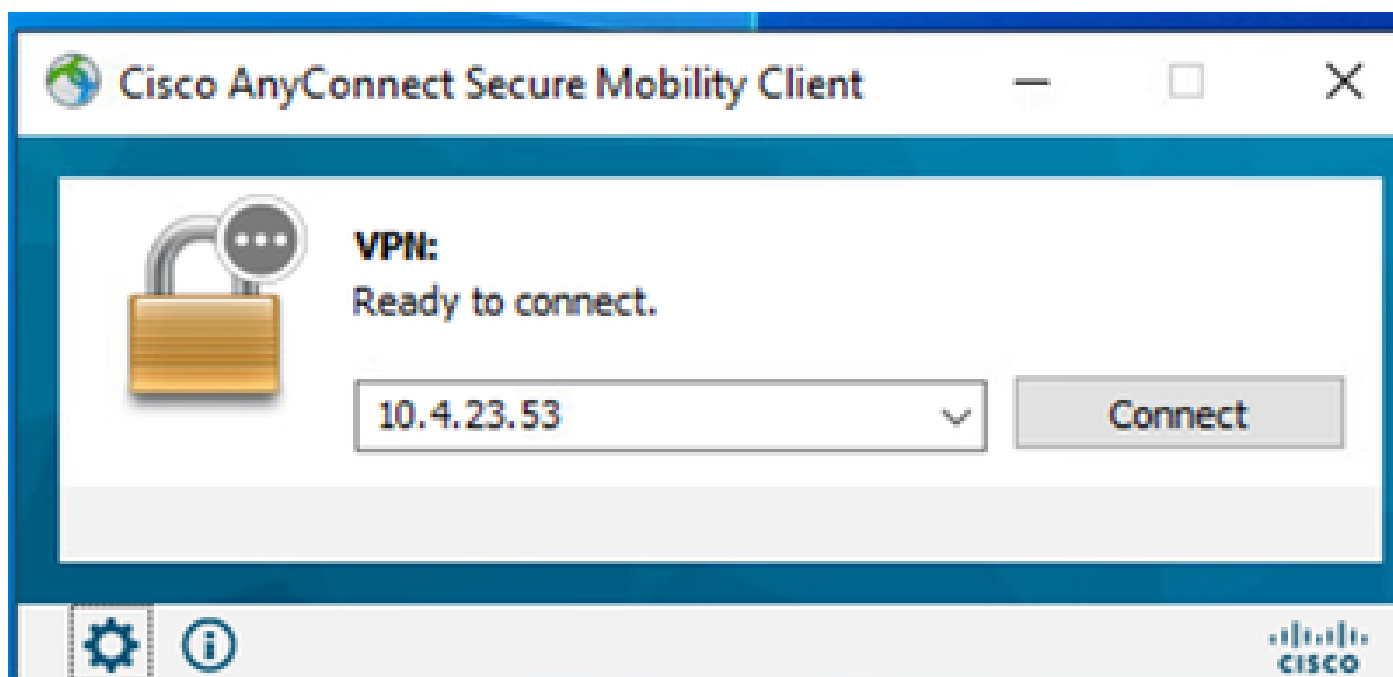 Cisco AnyConnect Secure Mobility Client
VPN:
Ready to connect.
10.4.23.53
Connect
CISCO